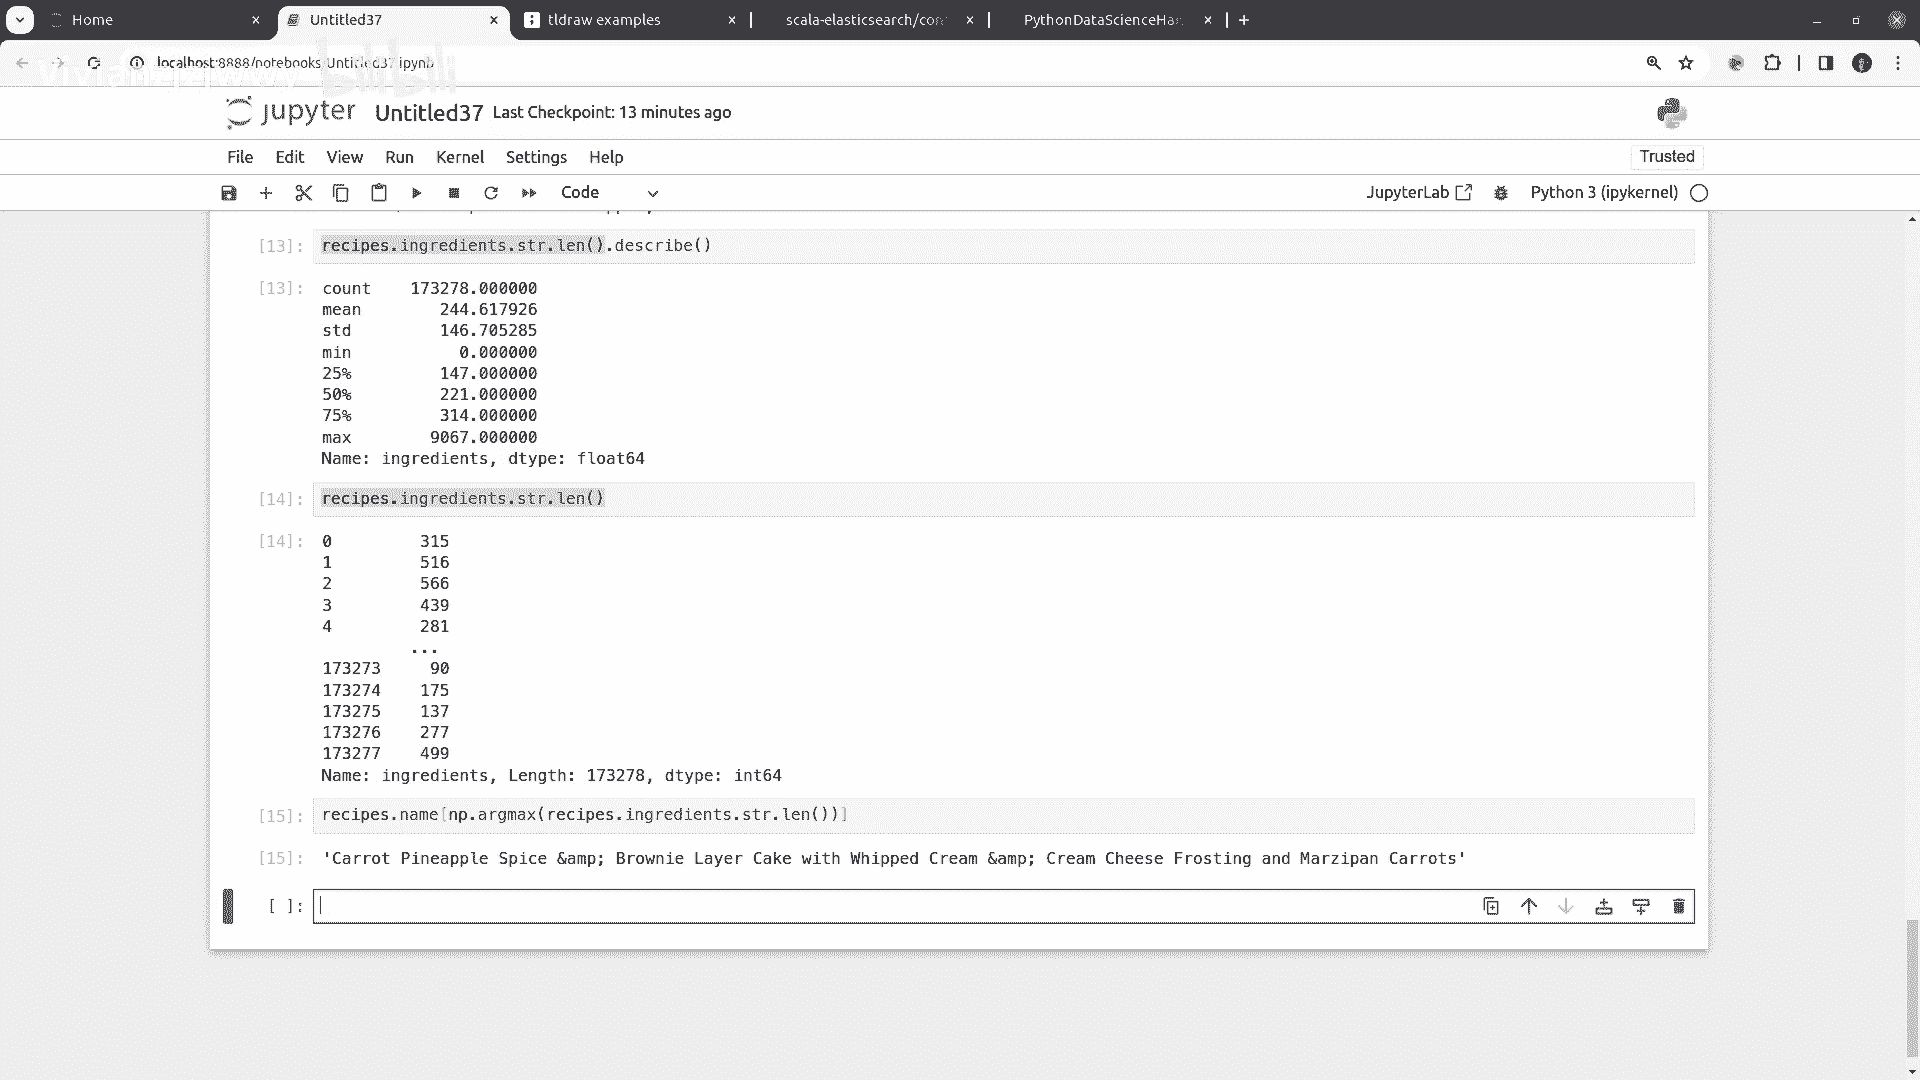 Home
Untitled37
tldraw examples
scala-elasticsearch/con
PythonDataScienceHa
localhost:8888/notebooks/Untitled37.ipynb
bilibili
jupyter Untitled37 Last Checkpoint: 13 minutes ago
File Edit View Run Kernel Settings Help
Trusted
Code
JupyterLab
Python 3 (ipykernel)
[13]: recipes.ingredients.str.len().describe()
[13]: count 173278.000000
mean 244.617926
std 146.705285
min 0.000000
25% 147.000000
50% 221.000000
75% 314.000000
max 9067.000000
Name: ingredients, dtype: float64
[14]: recipes.ingredients.str.len()
[14]: 0 315
1 516
2 566
3 439
4 281
...
173273 90
173274 175
173275 137
173276 277
173277 499
Name: ingredients, Length: 173278, dtype: int64
[15]: recipes.name[np.argmax(recipes.ingredients.str.len())]
[15]: 'Carrot Pineapple Spice &amp; Brownie Layer Cake with Whipped Cream &amp; Cream Cheese Frosting and Marzipan Carrots'
[ ]: